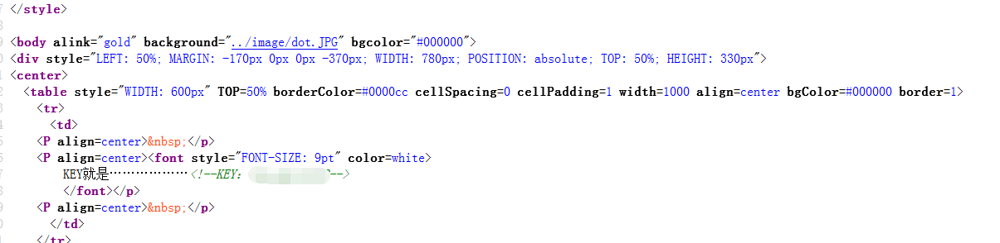 </style>
<body alink="gold" background="../image/dot.JPG" bgcolor="#000000">
<div style="LEFT: 50%; MARGIN: -170px 0px 0px -370px; WIDTH: 780px; POSITION: absolute; TOP: 50%; HEIGHT: 330px">
<center>
<table style="WIDTH: 600px" TOP=50% borderColor=#0000cc cellSpacing=0 cellPadding=1 width=1000 align=center bgColor=#000000 border=1>
<tr>
<td>
<P align=center>&nbsp;</p>
<P align=center><font style="FONT-SIZE: 9pt" color=white>
KEY就是………………<!--KEY: -->
</font></p>
<P align=center>&nbsp;</p>
</td>
</tr>